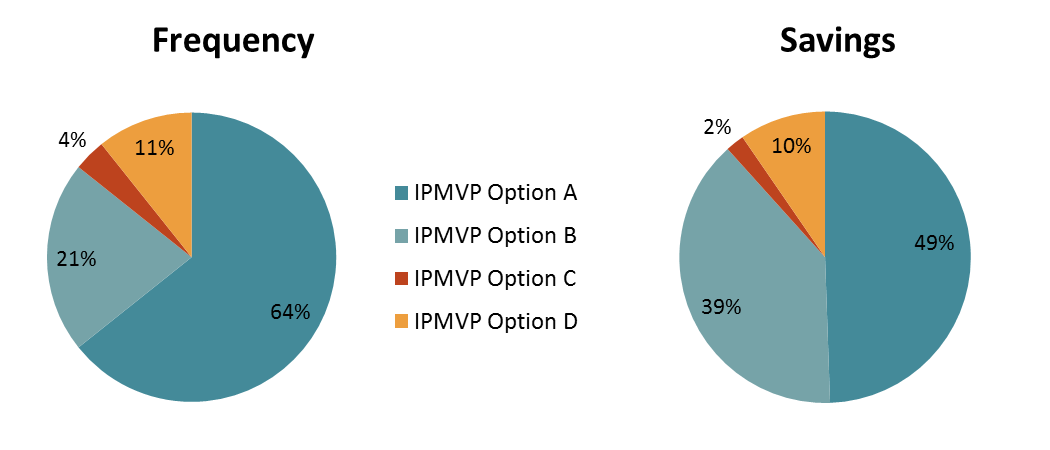 Frequency
Savings
4%
11%
21%
64%
IPMVP Option A
IPMVP Option B
IPMVP Option C
IPMVP Option D
2%
10%
49%
39%